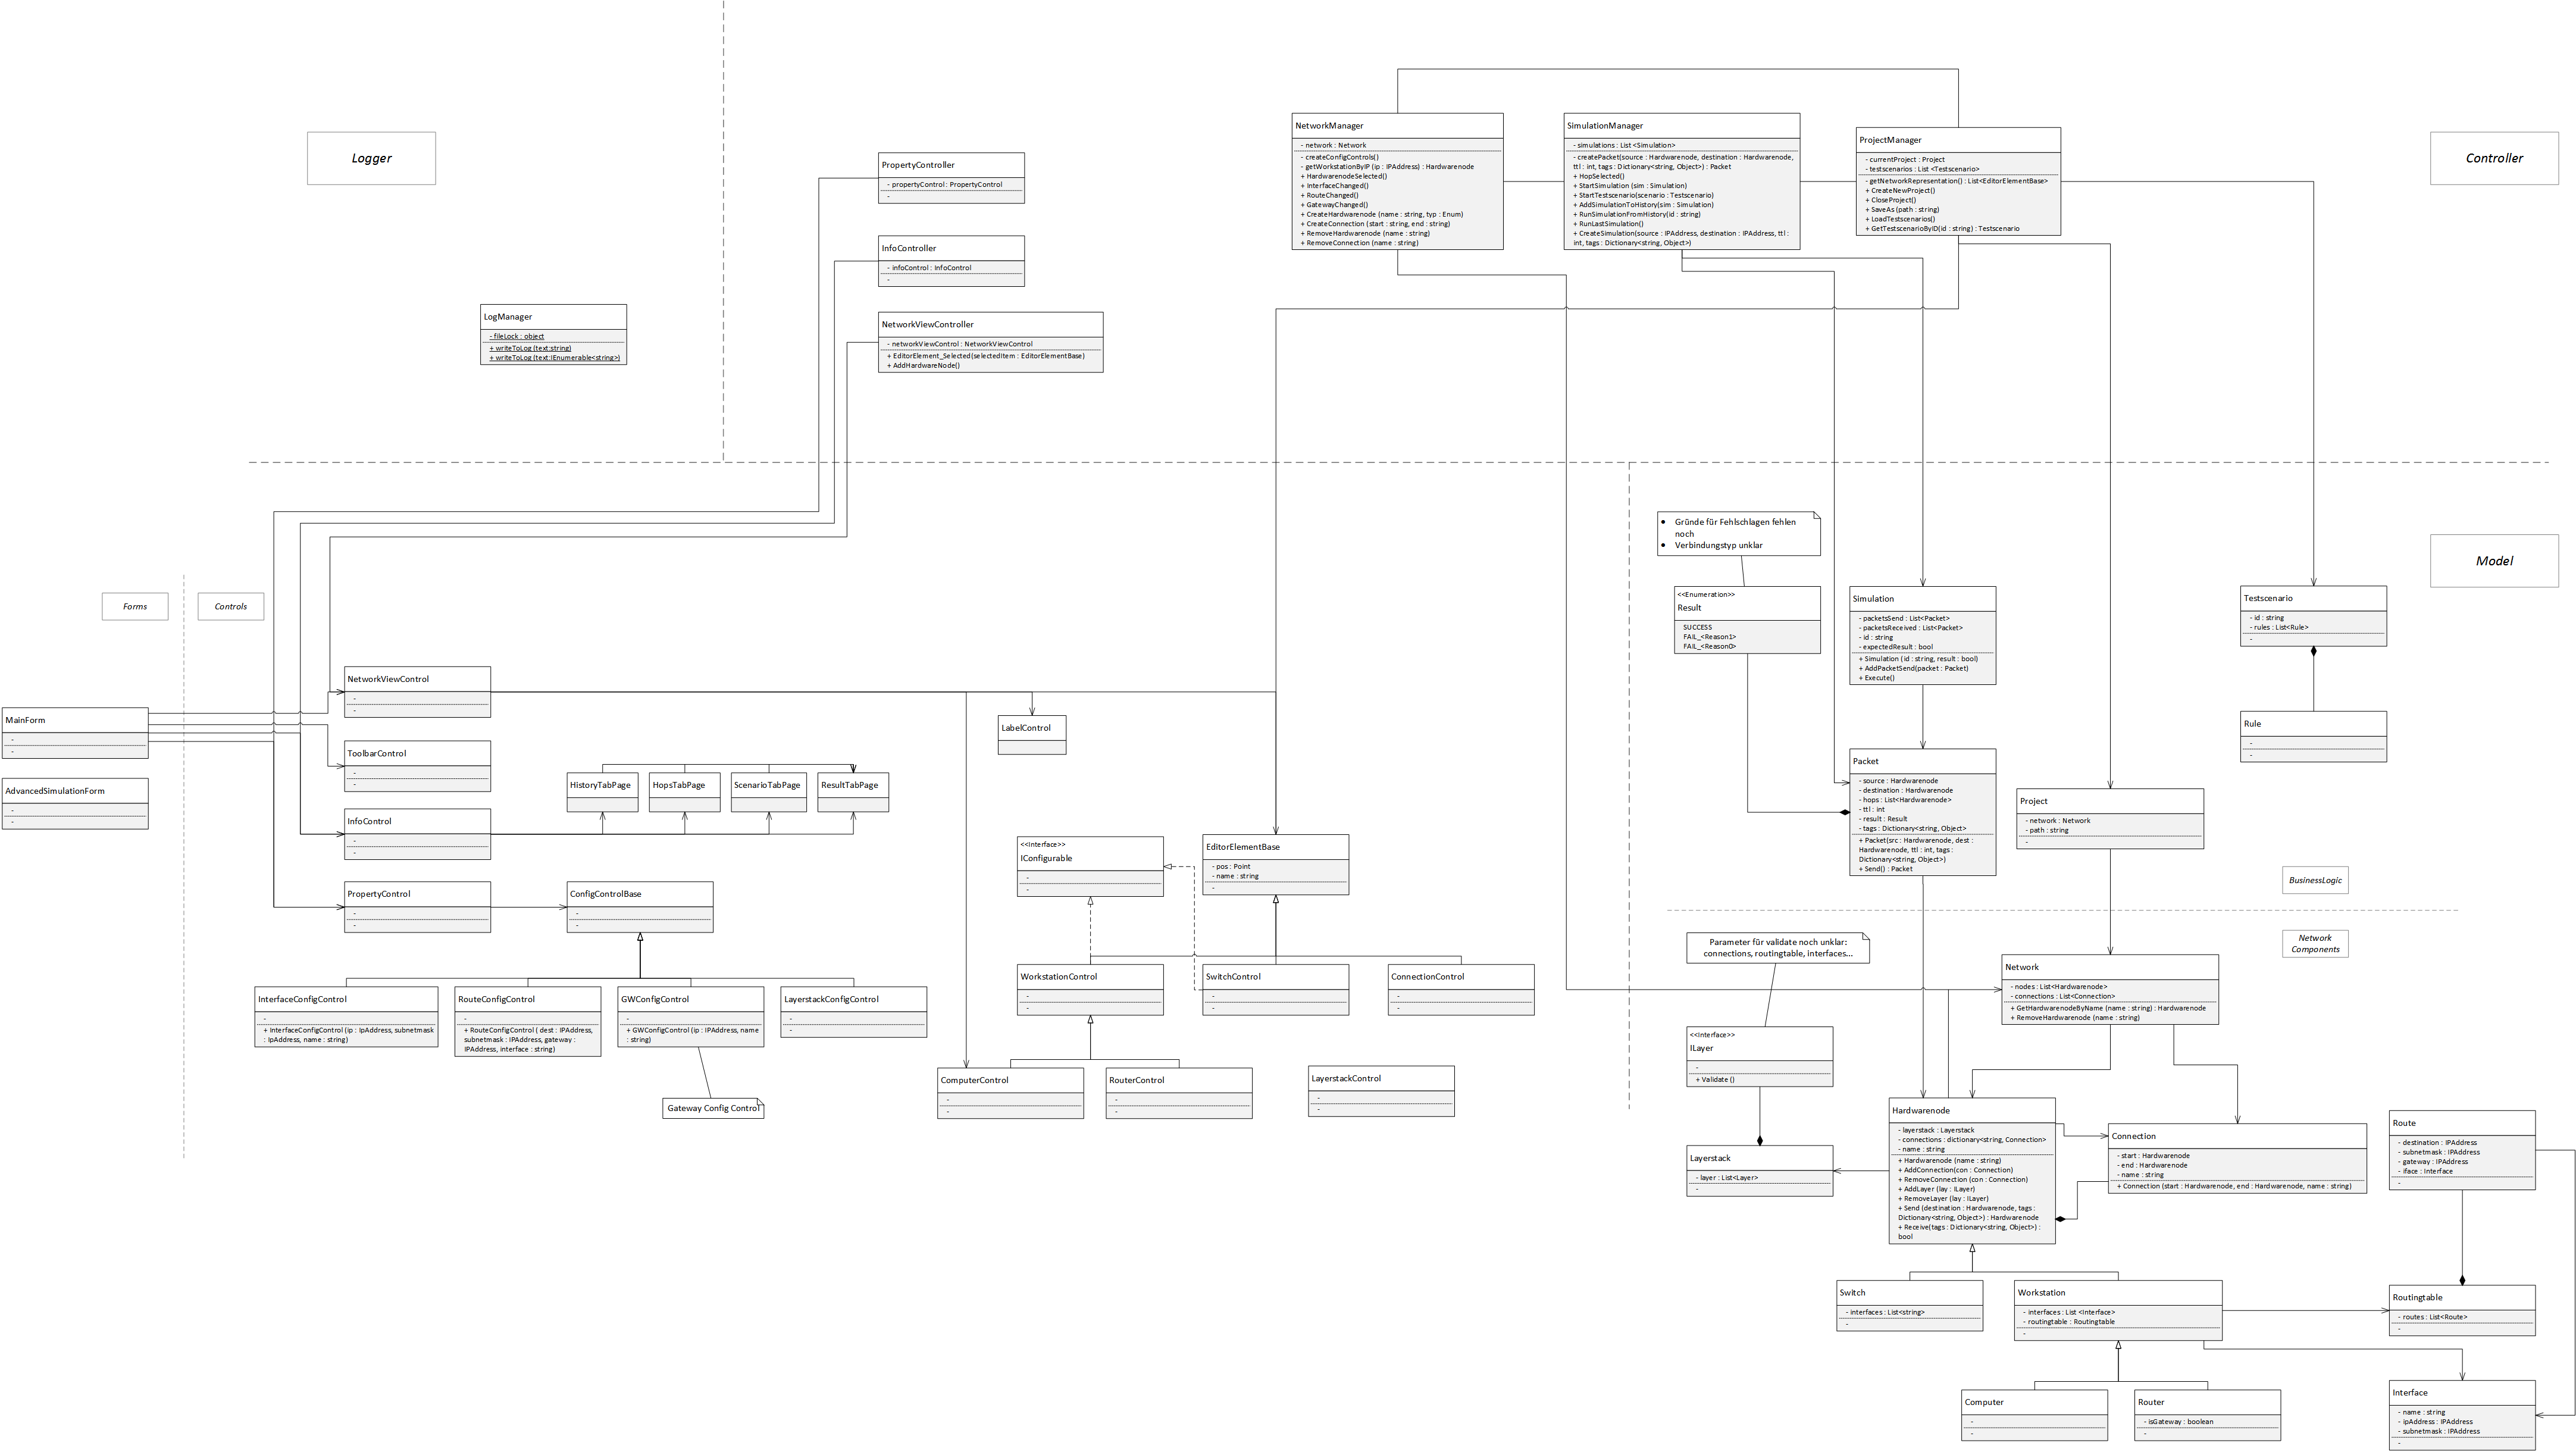 Logger
Controller
LogManager
- fileLock : object
+ writeToLog (text:string)
+ writeToLog (text:IEnumerable<string>)
PropertyController
- propertyControl : PropertyControl
-
InfoController
- infoControl : InfoControl
-
NetworkViewController
- networkViewControl : NetworkViewControl
+ EditorElement_Selected(selectedItem : EditorElementBase)
+ AddHardwareNode()
NetworkManager
- network : Network
- createConfigControls()
- getWorkstationByIP (ip : IPAddress) : Hardwarenode
+ HardwarenodeSelected()
+ InterfaceChanged()
+ RouteChanged()
+ GatewayChanged()
+ CreateHardwarenode (name : string, typ : Enum)
+ CreateConnection (start : string, end : string)
+ RemoveHardwarenode (name : string)
+ RemoveConnection (name : string)
SimulationManager
- simulations : List <Simulation>
- createPacket(source : Hardwarenode, destination : Hardwarenode,
ttl : int, tags : Dictionary<string, Object>) : Packet
+ HopSelected()
+ StartSimulation (sim : Simulation)
+ StartTestscenario(scenario : Testscenario)
+ AddSimulationToHistory(sim : Simulation)
+ RunSimulationFromHistory(id : string)
+ RunLastSimulation()
+ CreateSimulation(source : IPAddress, destination : IPAddress, ttl :
int, tags : Dictionary<string, Object>)
ProjectManager
- currentProject : Project
- testscenarios : List <Testscenario>
- getNetworkRepresentation() : List<EditorElementBase>
+ CreateNewProject()
+ CloseProject()
+ SaveAs (path : string)
+ LoadTestscenarios()
+ GetTestscenarioByID(id : string) : Testscenario
Forms
Controls
MainForm
-
-
AdvancedSimulationForm
-
-
NetworkViewControl
-
-
ToolbarControl
-
-
InfoControl
-
-
PropertyControl
-
-
HistoryTabPage
HopsTabPage
ScenarioTabPage
ResultTabPage
ConfigControlBase
-
-
InterfaceConfigControl
-
+ InterfaceConfigControl (ip : IpAddress, subnetmask
: IpAddress, name : string)
RouteConfigControl
-
+ RouteConfigControl ( dest : IPAddress,
subnetmask : IPAddress, gateway :
IPAddress, interface : string)
GWConfigControl
-
+ GWConfigControl (ip : IPAddress, name
: string)
LayerstackConfigControl
-
-
Gateway Config Control
LabelControl
<<Interface>>
IConfigurable
-
-
EditorElementBase
- pos : Point
- name : string
-
WorkstationControl
-
-
SwitchControl
-
-
ConnectionControl
-
-
ComputerControl
-
-
RouterControl
-
-
LayerstackControl
-
-
Model
• Gründe für Fehlschlagen fehlen
noch
• Verbindungstyp unklar
<<Enumeration>>
Result
SUCCESS
FAIL_<Reason1>
FAIL_<Reason0>
Simulation
- packetsSend : List<Packet>
- packetsReceived : List<Packet>
- id : string
- expectedResult : bool
+ Simulation (id : string, result : bool)
+ AddPacketSend(packet : Packet)
+ Execute()
Testscenario
- id : string
- rules : List<Rule>
-
Rule
-
-
Packet
- source : Hardwarenode
- destination : Hardwarenode
- hops : List<Hardwarenode>
- ttl : int
- result : Result
- tags : Dictionary<string, Object>
+ Packet(src : Hardwarenode, dest :
Hardwarenode, ttl : int, tags :
Dictionary<string, Object>)
+ Send() : Packet
Project
- network : Network
- path : string
-
BusinessLogic
Network
Components
Parameter für validate noch unklar:
connections, routingtable, interfaces...
<<Interface>>
ILayer
-
+ Validate ()
Layerstack
- layer : List<Layer>
-
Network
- nodes : List<Hardwarenode>
- connections : List<Connection>
+ GetHardwarenodeByName (name : string) : Hardwarenode
+ RemoveHardwarenode (name : string)
Hardwarenode
- layerstack : Layerstack
- connections : dictionary<string, Connection>
- name : string
+ Hardwarenode (name : string)
+ AddConnection(con : Connection)
+ RemoveConnection (con : Connection)
+ AddLayer (lay : ILayer)
+ RemoveLayer (lay : ILayer)
+ Send (destination : Hardwarenode, tags :
Dictionary<string, Object>) : Hardwarenode
+ Receive(tags : Dictionary<string, Object>) :
bool
Connection
- start : Hardwarenode
- end : Hardwarenode
- name : string
+ Connection (start : Hardwarenode, end : Hardwarenode, name : string)
Route
- destination : IPAddress
- subnetmask : IPAddress
- gateway : IPAddress
- iface : Interface
-
Switch
- interfaces : List<string>
-
Workstation
- interfaces : List <Interface>
- routingtable : Routingtable
-
Routingtable
- routes : List<Route>
-
Computer
-
-
Router
- isGateway : boolean
-
Interface
- name : string
- ipAddress : IPAddress
- subnetmask : IPAddress
-